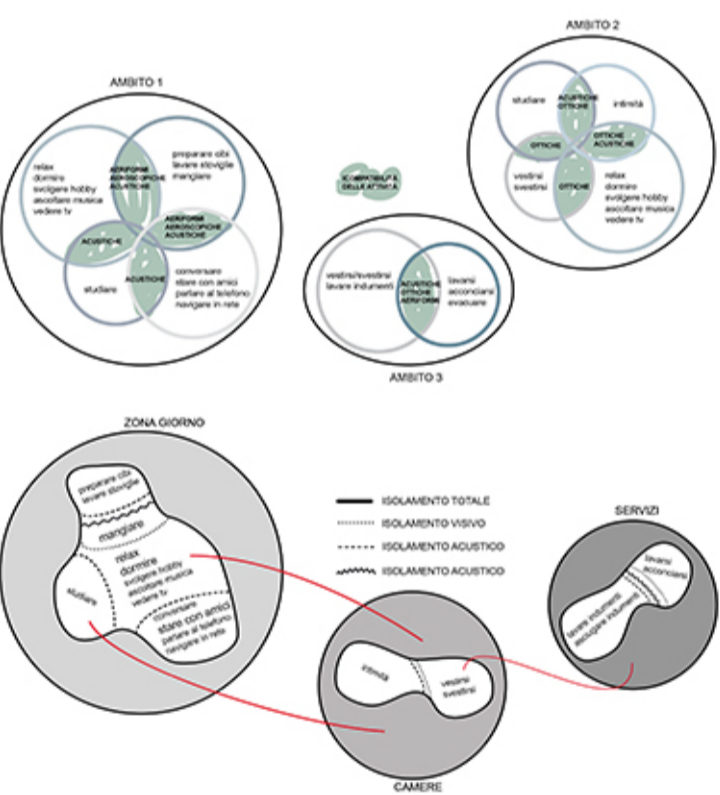 AMBITO 2
studiare
ACUSTICHE
OTTICHE
intimità
OTTICHE
OTTICHE
ACUSTICHE
vestirsi
svestirsi
OTTICHE
relax
dormire
svolgere hobby
ascoltare musica
vedere tv
AMBITO 1
relax
dormire
svolgere hobby
ascoltare musica
vedere tv
AERIFORMI
AEROSCOPICHE
ACUSTICHE
preparare cibi
lavare stoviglie
mangiare
ACUSTICHE
AERIFORMI
AEROSCOPICHE
ACUSTICHE
studiare
ACUSTICHE
conversare
stare con amici
parlare al telefono
navigare in rete
DELLE ATTIVITÀ
vestirsi/svestirsi
lavare indumenti
ACUSTICHE
OTTICHE
AERIFORMI
lavarsi
acconciarsi
evacuare
AMBITO 3
ZONA GIORNO
preparare cibi
lavare stoviglie
mangiare
relax
dormire
svolgere hobby
ascoltare musica
vedere tv
studiare
conversare
stare con amici
parlare al telefono
navigare in rete
ISOLAMENTO TOTALE
ISOLAMENTO VISIVO
ISOLAMENTO ACUSTICO
ISOLAMENTO ACUSTICO
SERVIZI
lavarsi
acconciarsi
lavare indumenti
asciugare indumenti
intimità
vestirsi
svestirsi
CAMERE